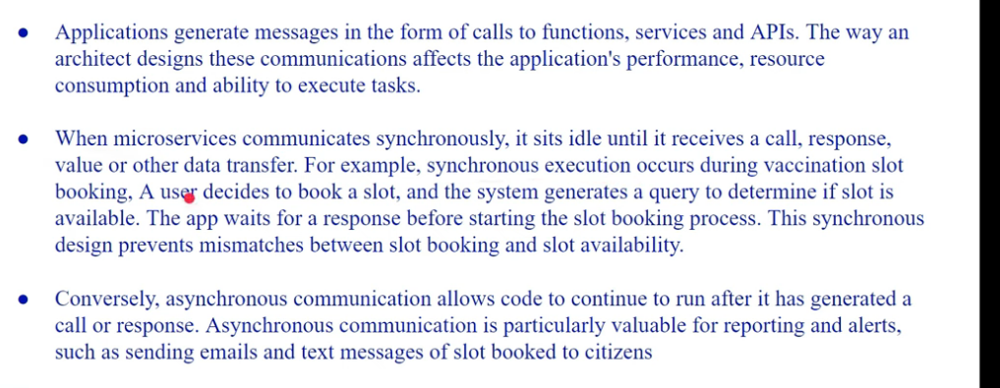 ● Applications generate messages in the form of calls to functions, services and APIs. The way an
architect designs these communications affects the application's performance, resource
consumption and ability to execute tasks.
● When microservices communicates synchronously, it sits idle until it receives a call, response,
value or other data transfer. For example, synchronous execution occurs during vaccination slot
booking, A user decides to book a slot, and the system generates a query to determine if slot is
available. The app waits for a response before starting the slot booking process. This synchronous
design prevents mismatches between slot booking and slot availability.
● Conversely, asynchronous communication allows code to continue to run after it has generated a
call or response. Asynchronous communication is particularly valuable for reporting and alerts,
such as sending emails and text messages of slot booked to citizens